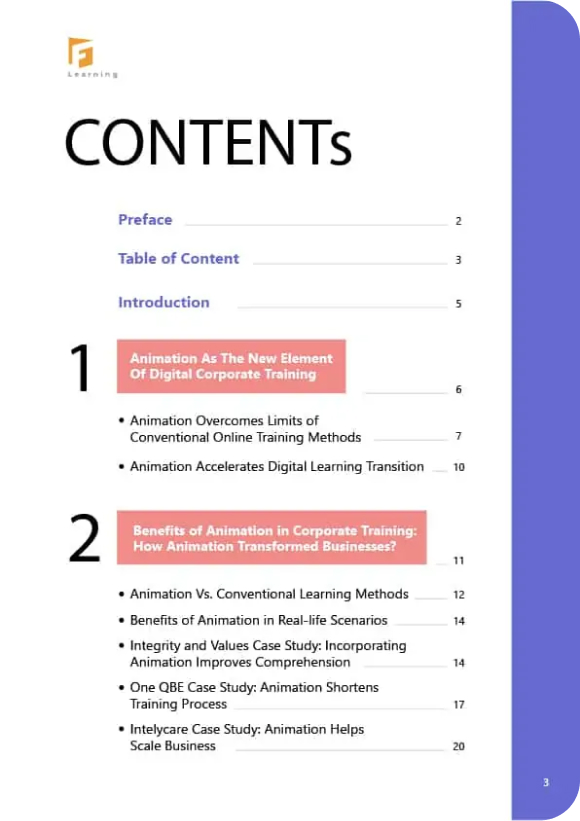 F
Learning
CONTENTs
Preface 2
Table of Content 3
Introduction 5
1
Animation As The New Element
Of Digital Corporate Training
6
• Animation Overcomes Limits of
Conventional Online Training Methods 7
• Animation Accelerates Digital Learning Transition 10
2
Benefits of Animation in Corporate Training:
How Animation Transformed Businesses?
11
• Animation Vs. Conventional Learning Methods 12
• Benefits of Animation in Real-life Scenarios 14
• Integrity and Values Case Study: Incorporating
Animation Improves Comprehension 14
• One QBE Case Study: Animation Shortens
Training Process 17
• Intelycare Case Study: Animation Helps
Scale Business 20
3